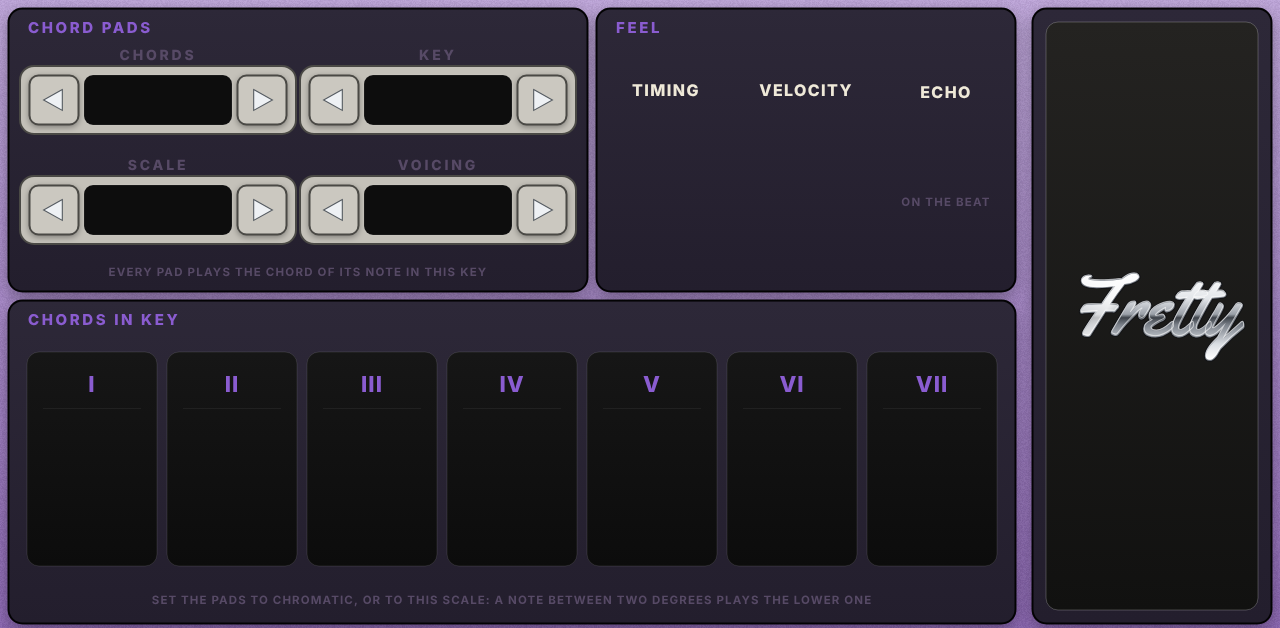 CHORD PADS
CHORDS
KEY
SCALE
VOICING
EVERY PAD PLAYS THE CHORD OF ITS NOTE IN THIS KEY
FEEL
TIMING
VELOCITY
ECHO
ON THE BEAT
CHORDS IN KEY
I
II
III
IV
V
VI
VII
SET THE PADS TO CHROMATIC, OR TO THIS SCALE: A NOTE BETWEEN TWO DEGREES PLAYS THE LOWER ONE
Fretty